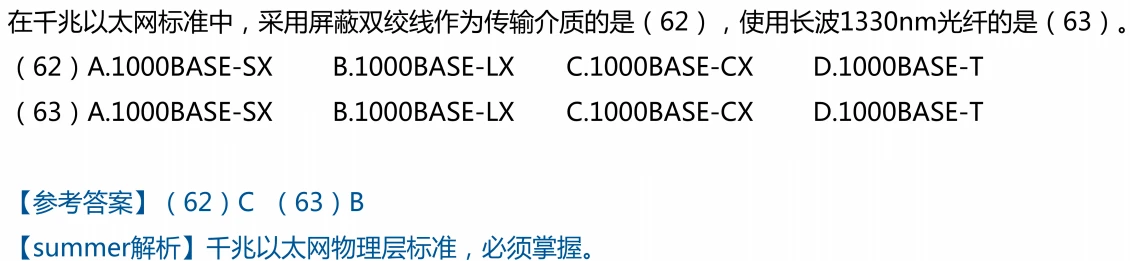 在千兆以太网标准中，采用屏蔽双绞线作为传输介质的是（62），使用长波1330nm光纤的是（63）。
（62）A.1000BASE-SX B.1000BASE-LX C.1000BASE-CX D.1000BASE-T
（63）A.1000BASE-SX B.1000BASE-LX C.1000BASE-CX D.1000BASE-T
【参考答案】（62）C （63）B
【summer解析】千兆以太网物理层标准，必须掌握。